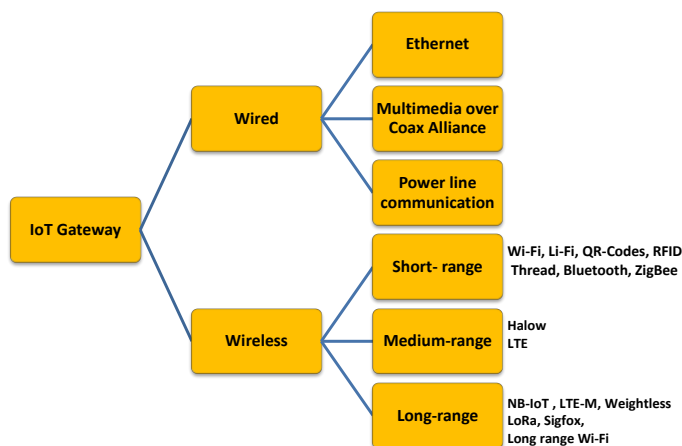 Ethernet
Wired
Multimedia over
Coax Alliance
Power line
communication
IoT Gateway
Short- range
Wi-Fi, Li-Fi, QR-Codes, RFID
Thread, Bluetooth, ZigBee
Wireless
Medium-range
Halow
LTE
Long-range
NB-IoT , LTE-M, Weightless
LoRa, Sigfox,
Long range Wi-Fi